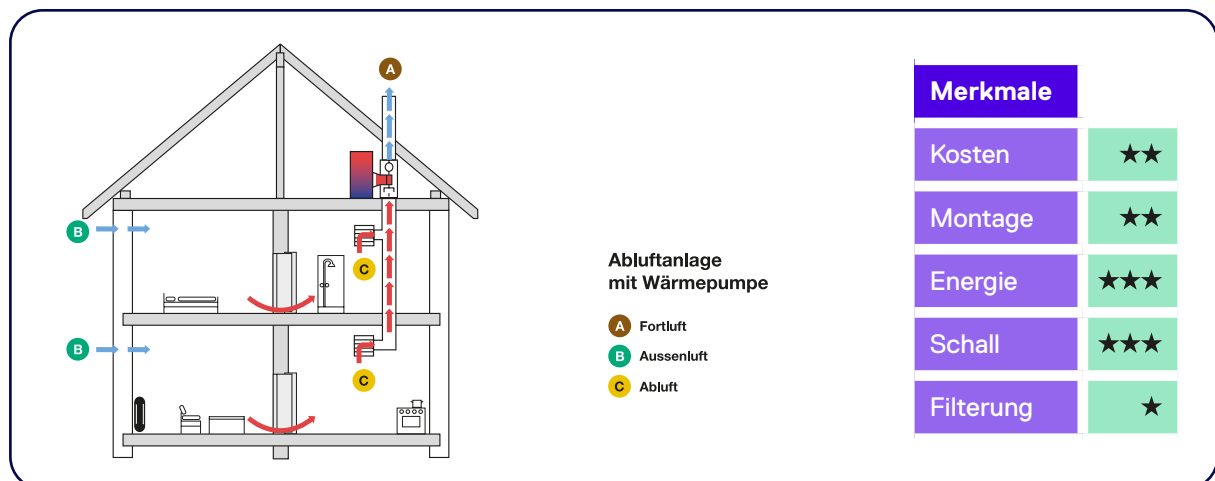 A
B
C
B
C
Abluftanlage
mit Wärmepumpe
A Fortluft
B Aussenluft
C Abluft
Merkmale
Kosten ★★
Montage ★★
Energie ★★★
Schall ★★★
Filterung ★